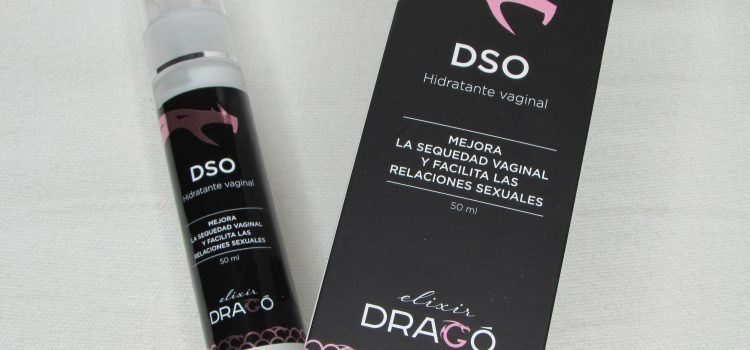 DSO
Hidratante vaginal
MEJORA
LA SEQUEDAD VAGINAL
Y FACILITA LAS
RELACIONES SEXUALES
50 ml
elixir
DRAGÓ
DSO
Hidratante vaginal
MEJORA
LA SEQUEDAD VAGINAL
Y FACILITA LAS
RELACIONES SEXUALES
50 ml
elixir
DRAGÓ